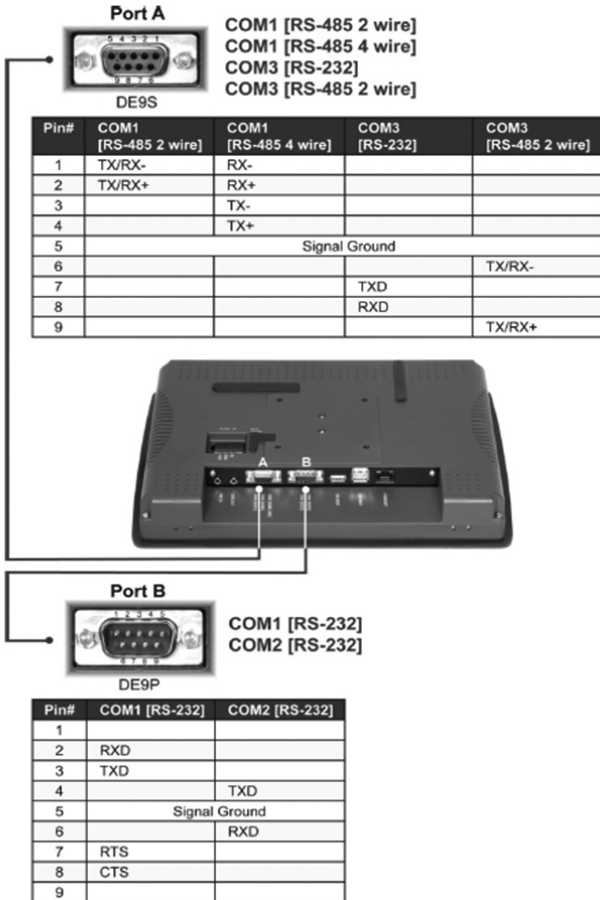 Port A
COM1 [RS-485 2 wire]
COM1 [RS-485 4 wire]
COM3 [RS-232]
COM3 [RS-485 2 wire]
5 4 3 2 1
9 8 7 6
DE9S
Pin# COM1 [RS-485 2 wire] COM1 [RS-485 4 wire] COM3 [RS-232] COM3 [RS-485 2 wire]
1 TX/RX- RX-
2 TX/RX+ RX+
3 TX-
4 TX+
5 Signal Ground
6 TX/RX-
7 TXD
8 RXD
9 TX/RX+
A B
Port B
1 2 3 4 5
6 7 8 9
DE9P
COM1 [RS-232]
COM2 [RS-232]
Pin# COM1 [RS-232] COM2 [RS-232]
1
2 RXD
3 TXD
4 TXD
5 Signal Ground
6 RXD
7 RTS
8 CTS
9